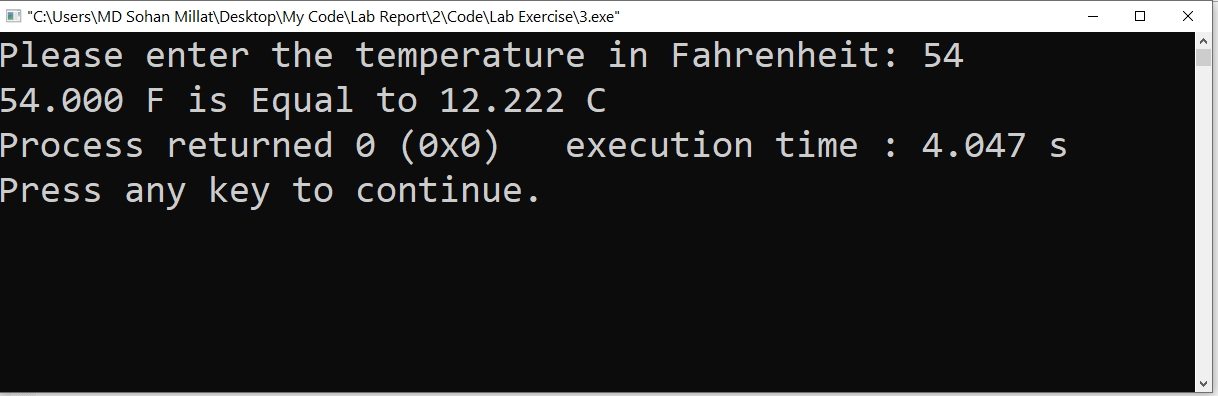 "C:\Users\MD Sohan Millat\Desktop\My Code\Lab Report\2\Code\Lab Exercise\3.exe"
Please enter the temperature in Fahrenheit: 54
54.000 F is Equal to 12.222 C
Process returned 0 (0x0)   execution time : 4.047 s
Press any key to continue.